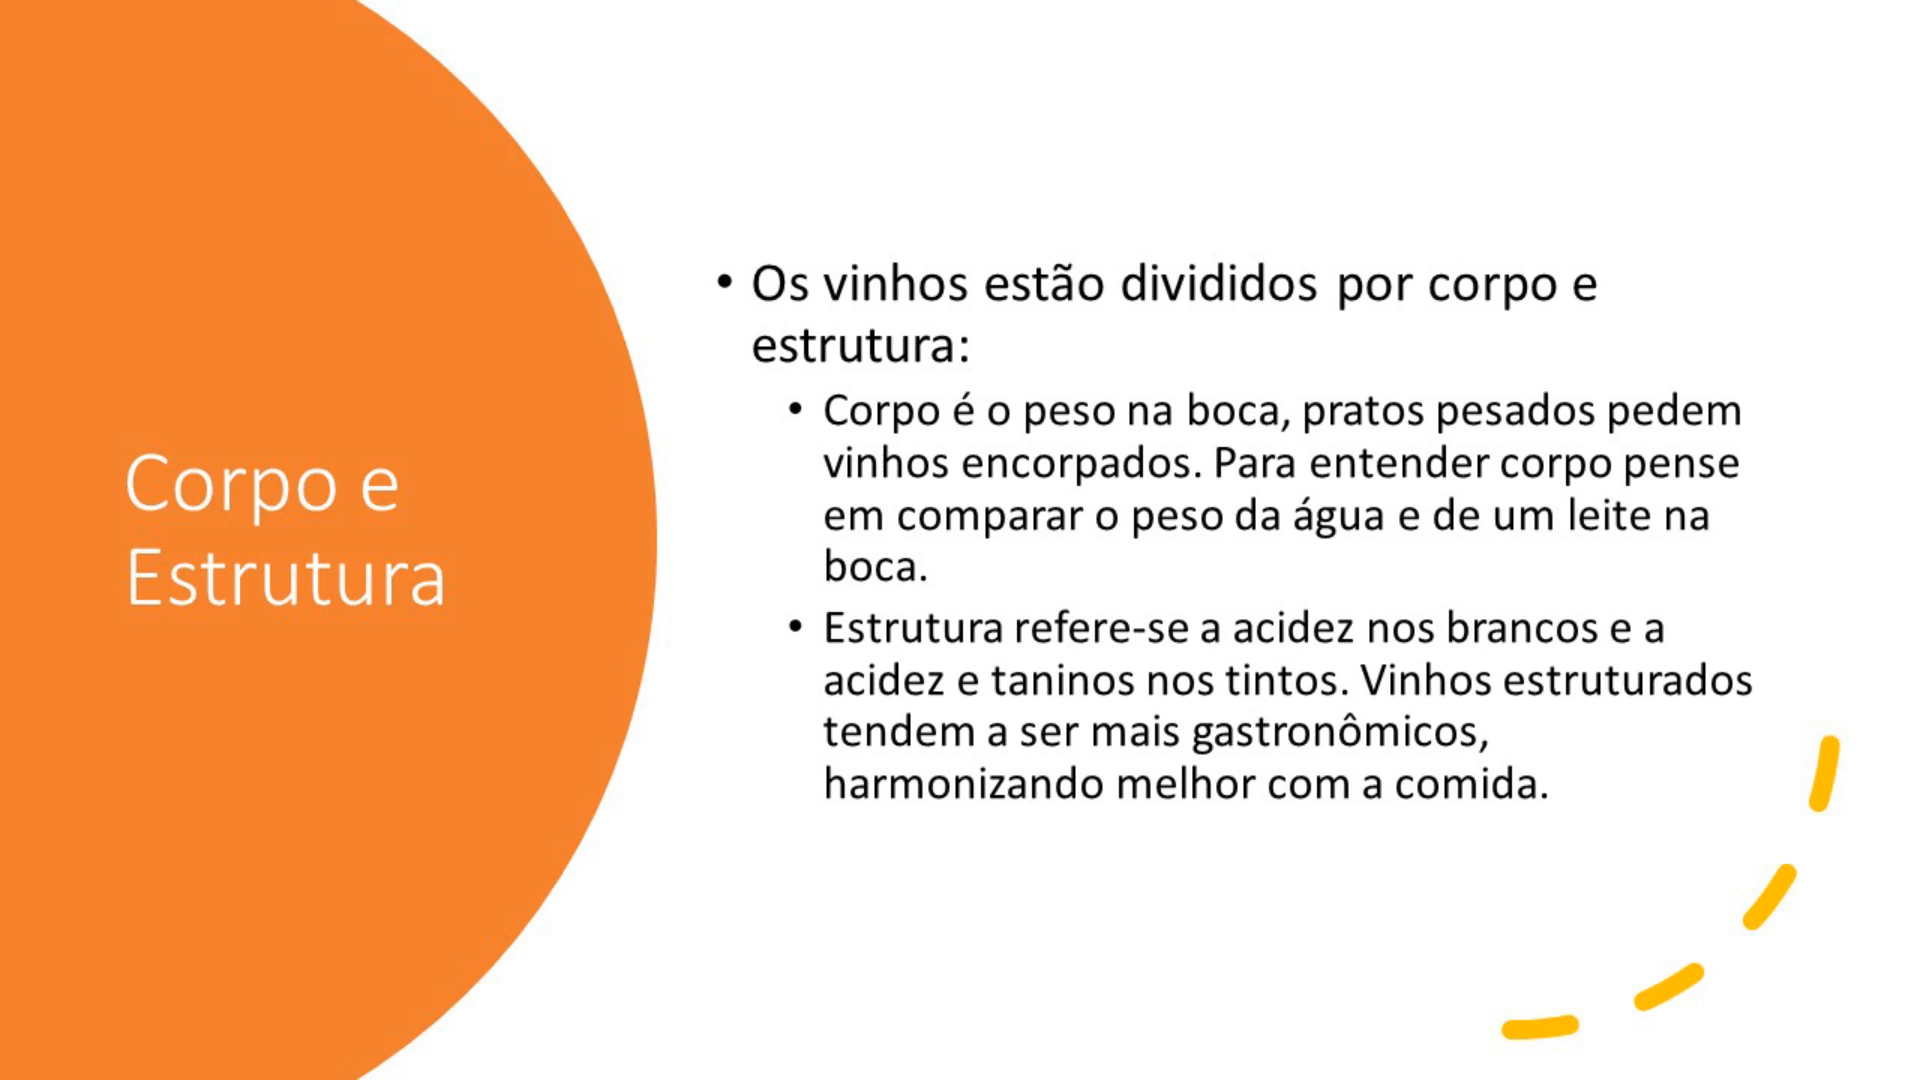 Corpo e
Estrutura
• Os vinhos estão divididos por corpo e
estrutura:
• Corpo é o peso na boca, pratos pesados pedem
vinhos encorpados. Para entender corpo pense
em comparar o peso da água e de um leite na
boca.
• Estrutura refere-se a acidez nos brancos e a
acidez e taninos nos tintos. Vinhos estruturados
tendem a ser mais gastronômicos,
harmonizando melhor com a comida.